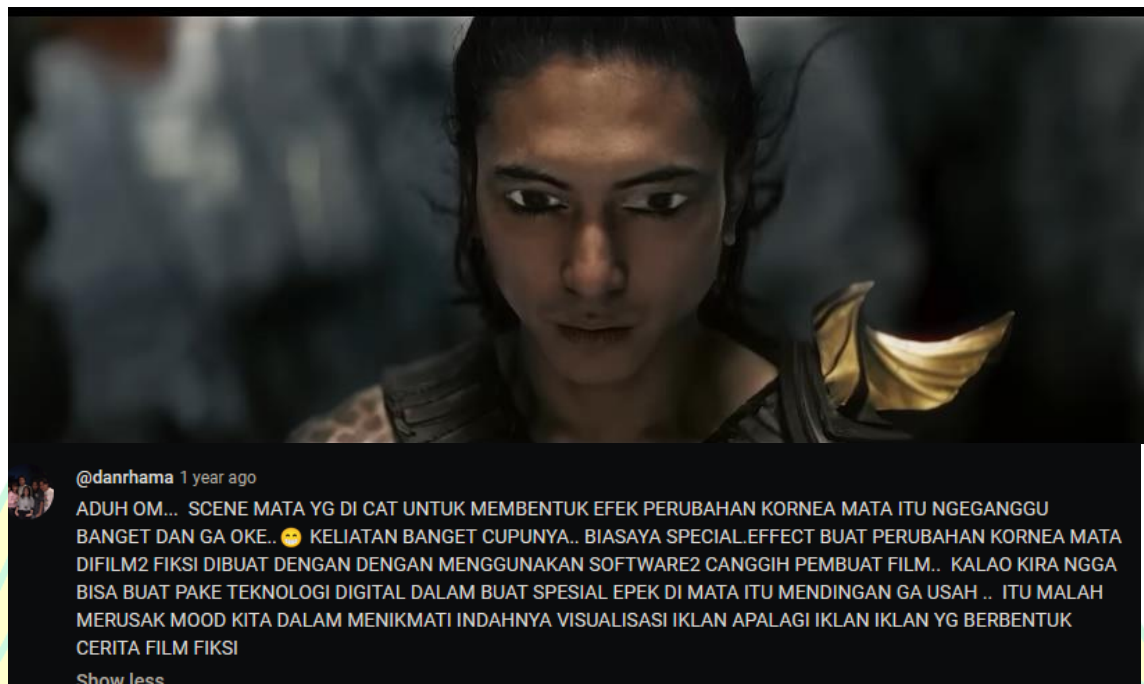 @danrhama 1 year ago
ADUH OM... SCENE MATA YG DI CAT UNTUK MEMBENTUK EFEK PERUBAHAN KORNEA MATA ITU NGEGANGGU
BANGET DAN GA OKE..😁 KELIATAN BANGET CUPUNYA.. BIASAYA SPECIAL.EFFECT BUAT PERUBAHAN KORNEA MATA
DIFILM2 FIKSI DIBUAT DENGAN DENGAN MENGGUNAKAN SOFTWARE2 CANGGIH PEMBUAT FILM.. KALAO KIRA NGGA
BISA BUAT PAKE TEKNOLOGI DIGITAL DALAM BUAT SPESIAL EPEK DI MATA ITU MENDINGAN GA USAH .. ITU MALAH
MERUSAK MOOD KITA DALAM MENIKMATI INDAHNYA VISUALISASI IKLAN APALAGI IKLAN IKLAN YG BERBENTUK
CERITA FILM FIKSI
Show less